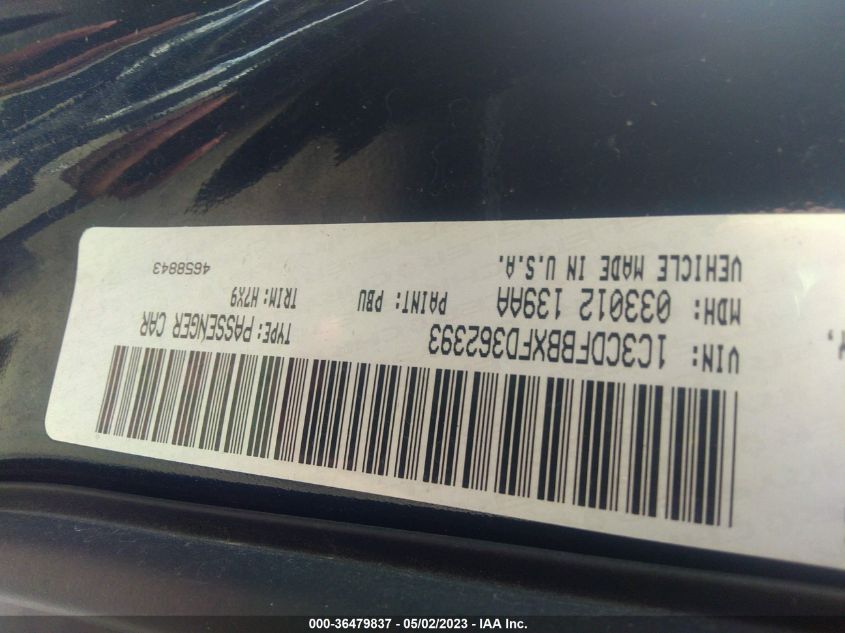 VIN: 1C3CDFBBXFD362393 TYPE: PASSENGER CAR
MDH: 033012 139AA PAINT: PBU TRIM: H7X9
VEHICLE MADE IN U.S.A. 4658843
000-36479837 - 05/02/2023 - IAA Inc.